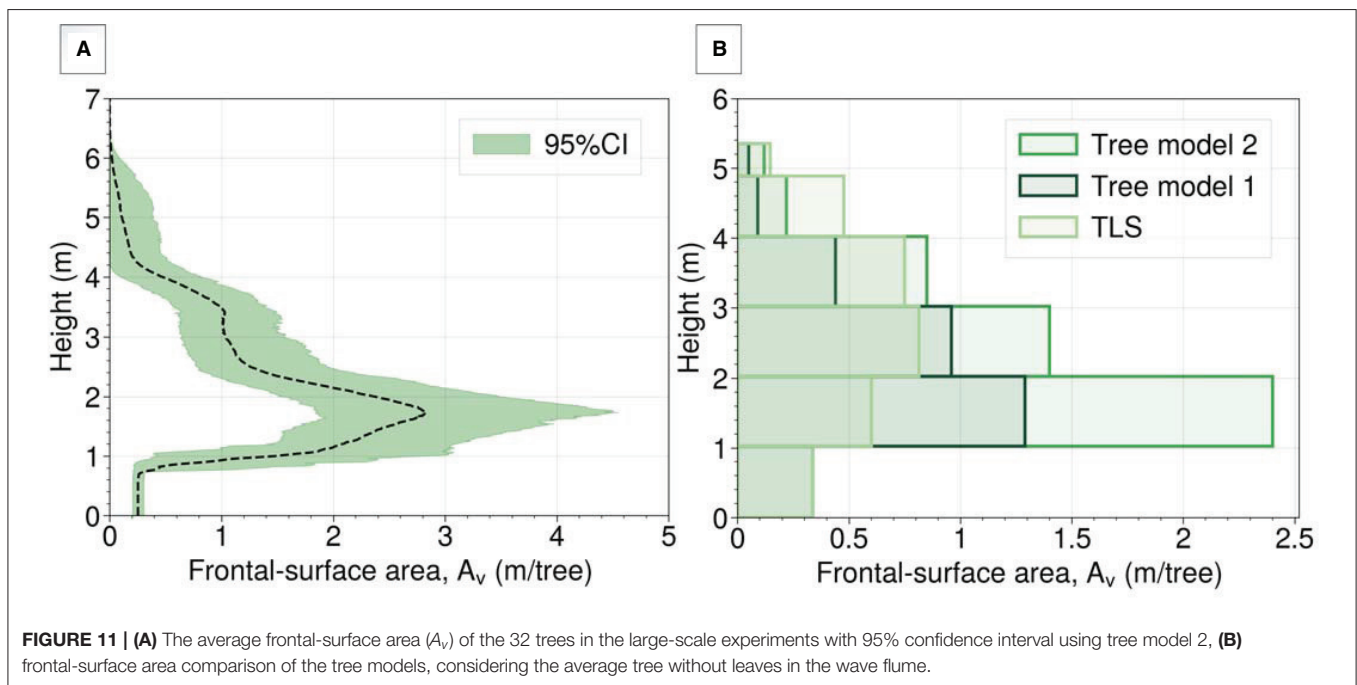 A
B
7
6
5
4
3
2
1
0
Height (m)
95%CI
0 1 2 3 4 5
Frontal-surface area, Aᵥ (m/tree)
6
5
4
3
2
1
0
Height (m)
Tree model 2
Tree model 1
TLS
0 0.5 1 1.5 2 2.5
Frontal-surface area, Aᵥ (m/tree)
FIGURE 11 | (A) The average frontal-surface area (Aᵥ) of the 32 trees in the large-scale experiments with 95% confidence interval using tree model 2, (B)
frontal-surface area comparison of the tree models, considering the average tree without leaves in the wave flume.